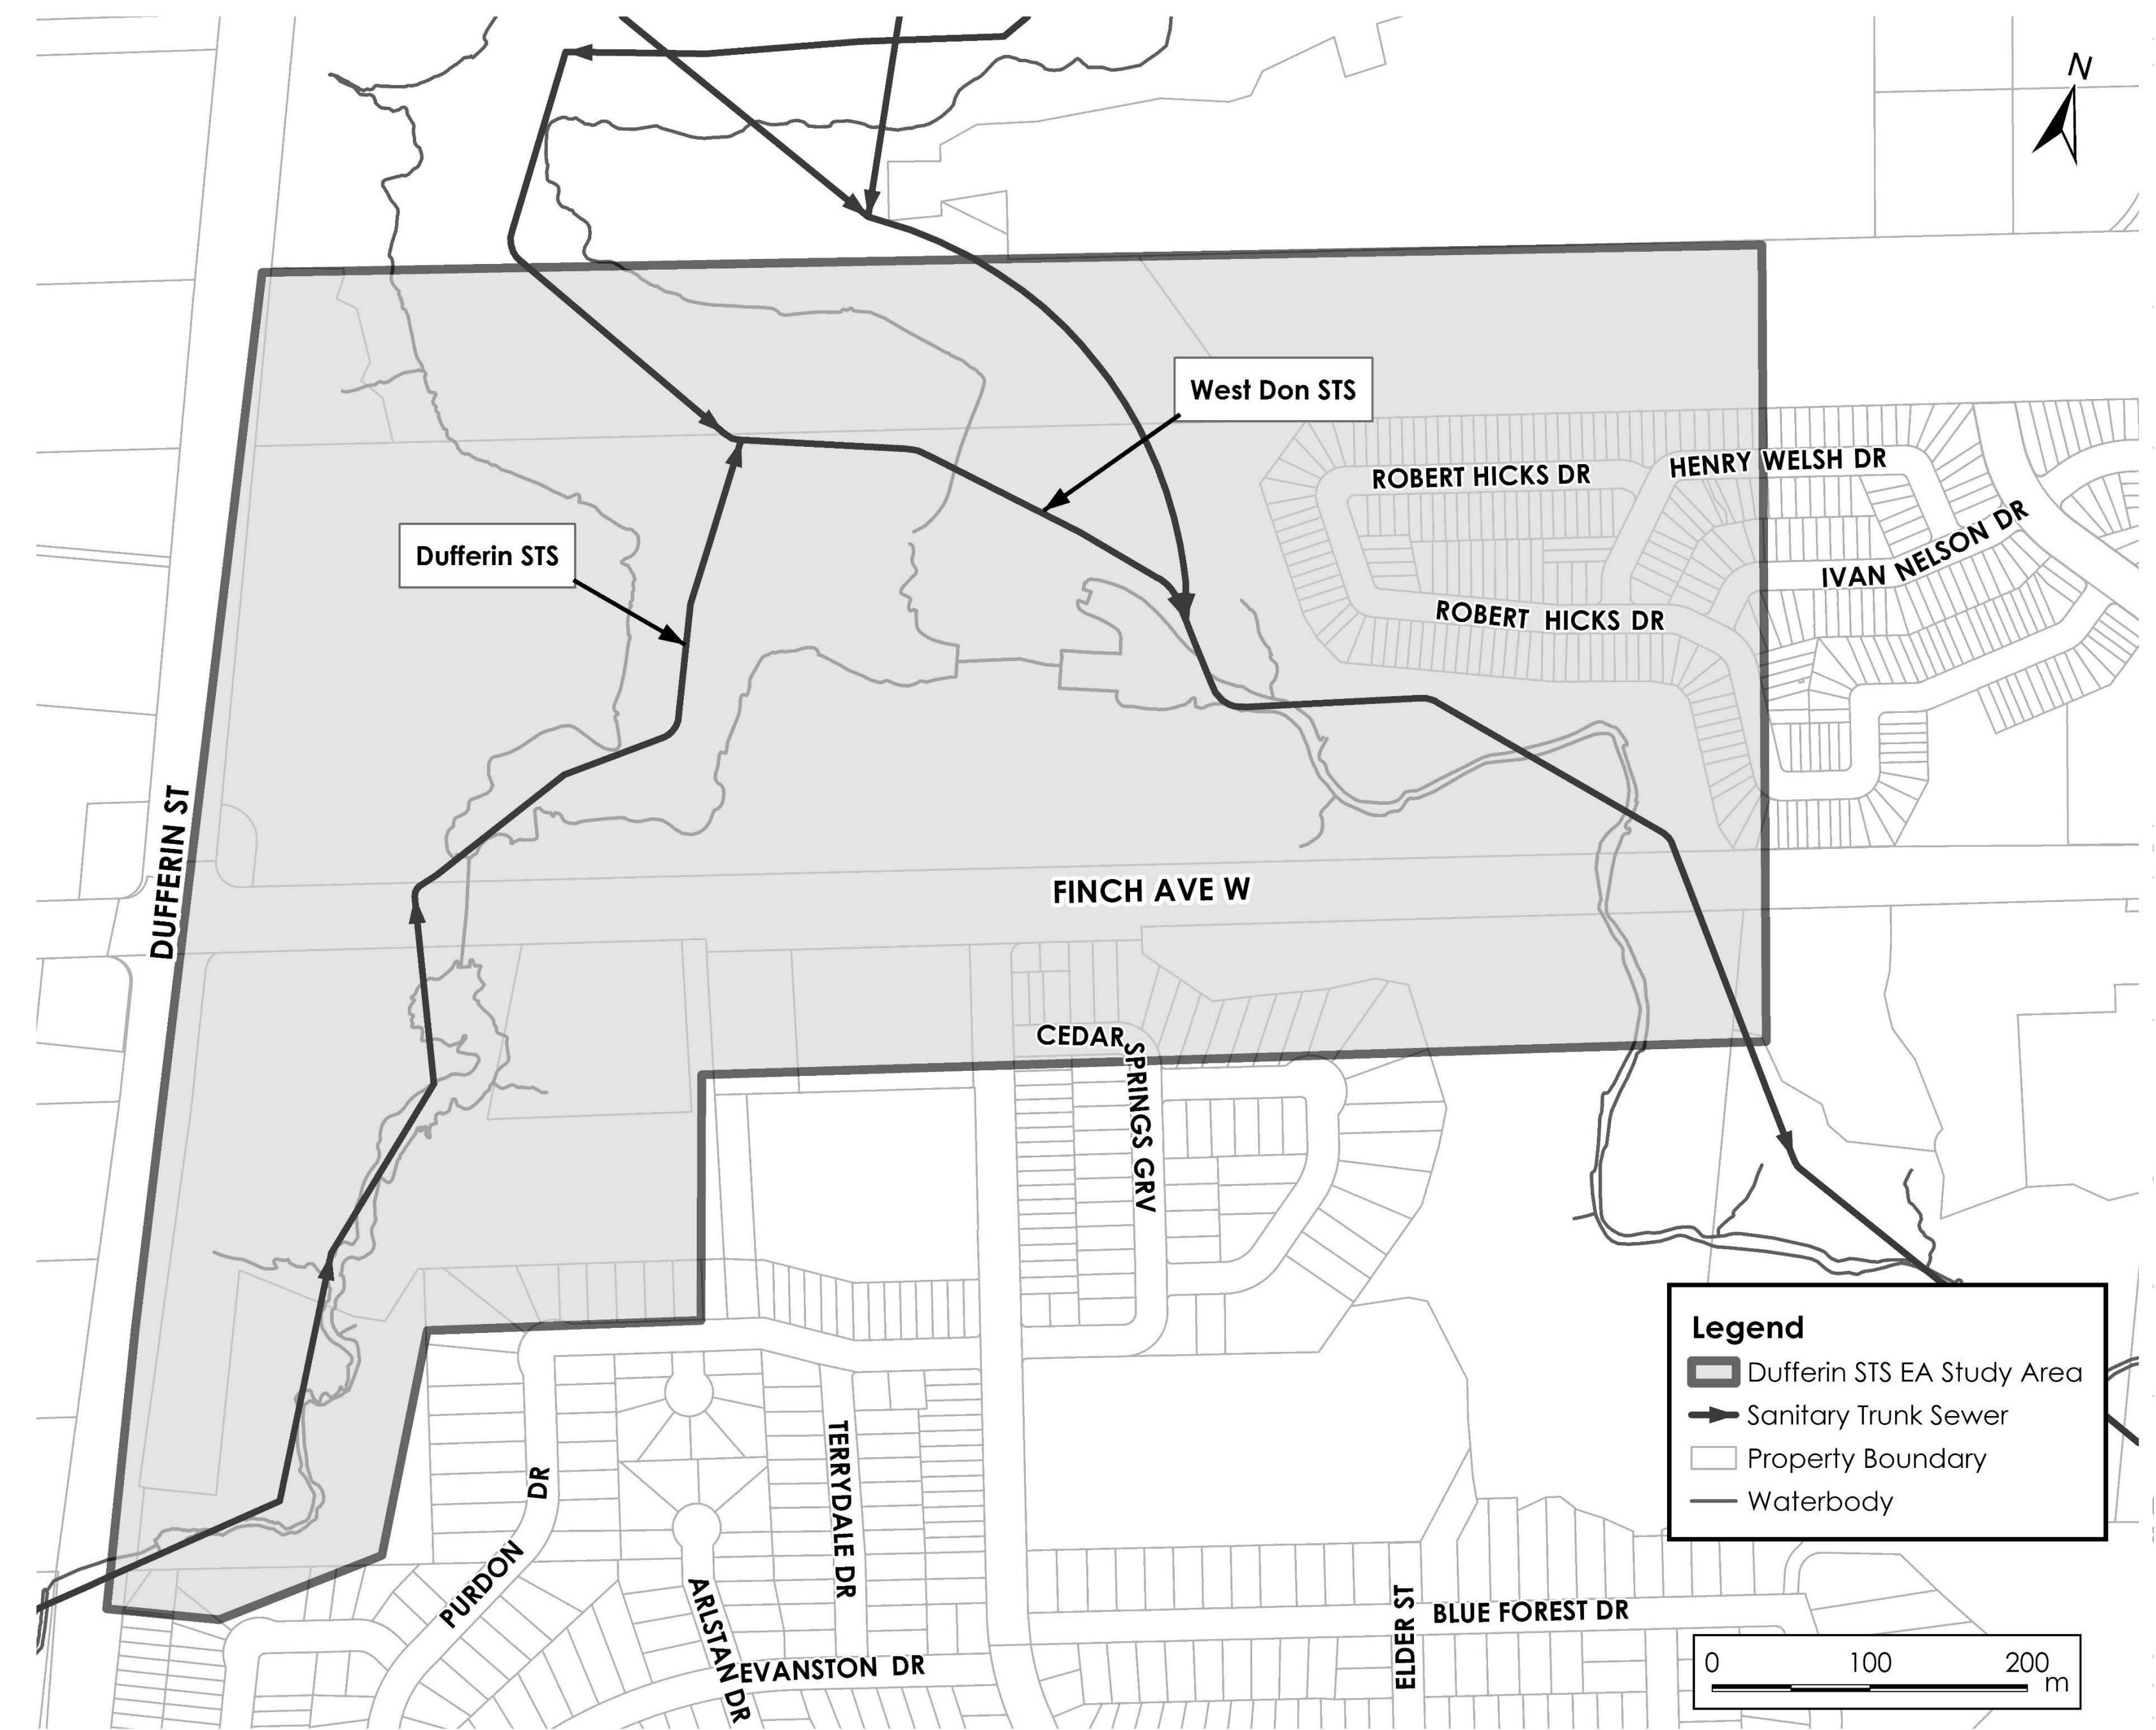 N
West Don STS
ROBERT HICKS DR
HENRY WELSH DR
IVAN NELSON DR
Dufferin STS
ROBERT HICKS DR
DUFFERIN ST
FINCH AVE W
CEDAR SPRINGS GRV
Legend
Dufferin STS EA Study Area
Sanitary Trunk Sewer
Property Boundary
Waterbody
PURDON DR
TERRYDALE DR
ARLSTAN DR
EVANSTON DR
ELDER ST
BLUE FOREST DR
0 100 200
m